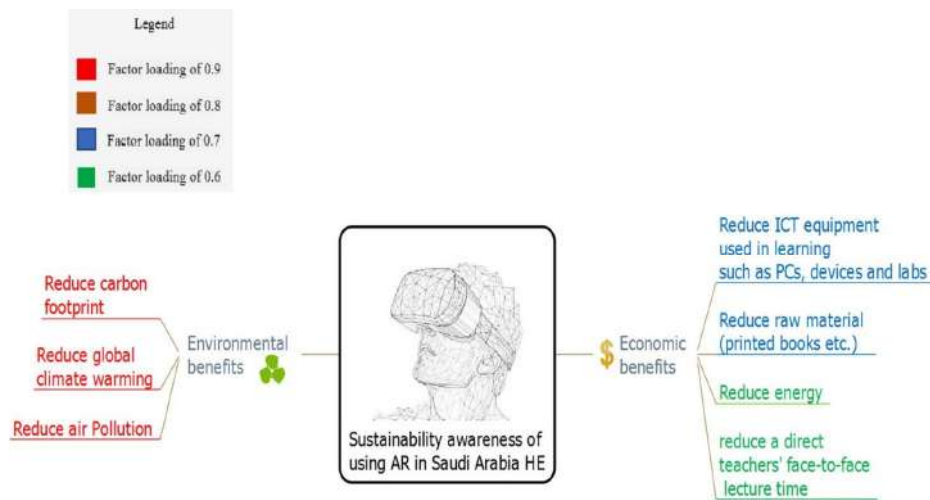 Legend
Factor loading of 0.9
Factor loading of 0.8
Factor loading of 0.7
Factor loading of 0.6
Reduce carbon
footprint
Reduce global
climate warming
Reduce air Pollution
Environmental
benefits
Sustainability awareness of
using AR in Saudi Arabia HE
$ Economic
benefits
Reduce ICT equipment
used in learning
such as PCs, devices and labs
Reduce raw material
(printed books etc.)
Reduce energy
reduce a direct
teachers' face-to-face
lecture time